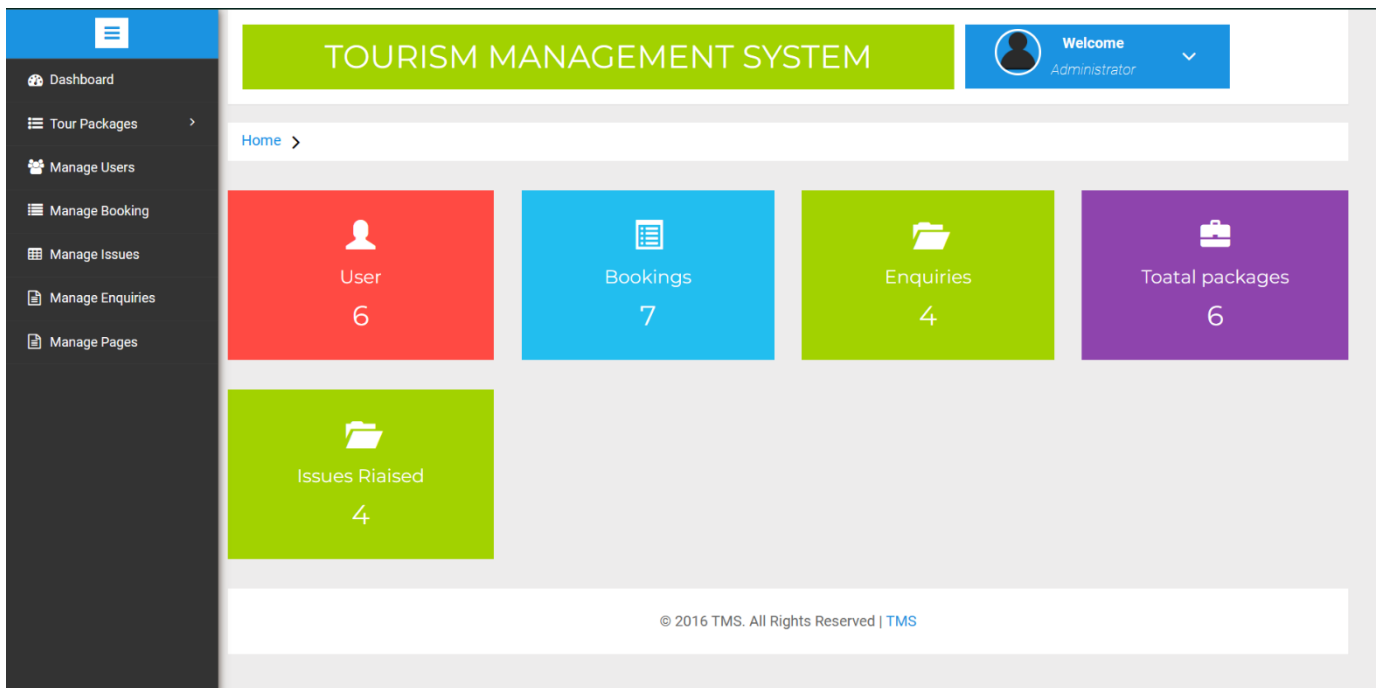 TOURISM MANAGEMENT SYSTEM
Welcome
Administrator
Dashboard
Tour Packages
Manage Users
Manage Booking
Manage Issues
Manage Enquiries
Manage Pages
Home
User
6
Bookings
7
Enquiries
4
Toatal packages
6
Issues Riaised
4
© 2016 TMS. All Rights Reserved | TMS